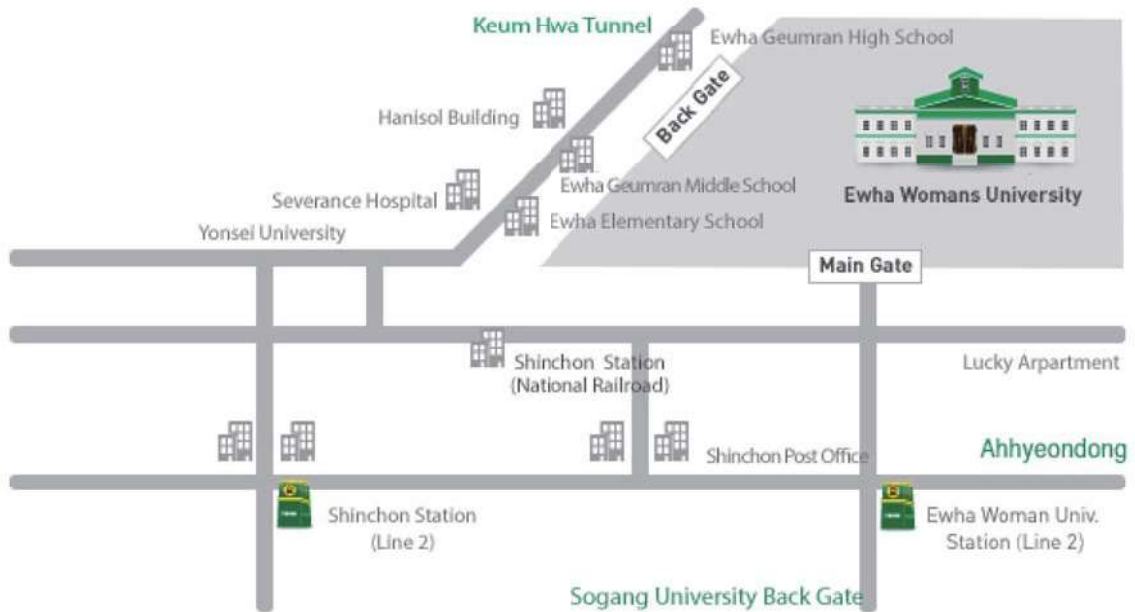 Keum Hwa Tunnel
Ewha Geumran High School
Back Gate
Hanisol Building
Ewha Geumran Middle School
Ewha Womans University
Severance Hospital
Ewha Elementary School
Yonsei University
Main Gate
Shinchon Station
(National Railroad)
Lucky Arpartment
Shinchon Post Office
Ahhyeondong
Shinchon Station
(Line 2)
Ewha Woman Univ.
Station (Line 2)
Sogang University Back Gate